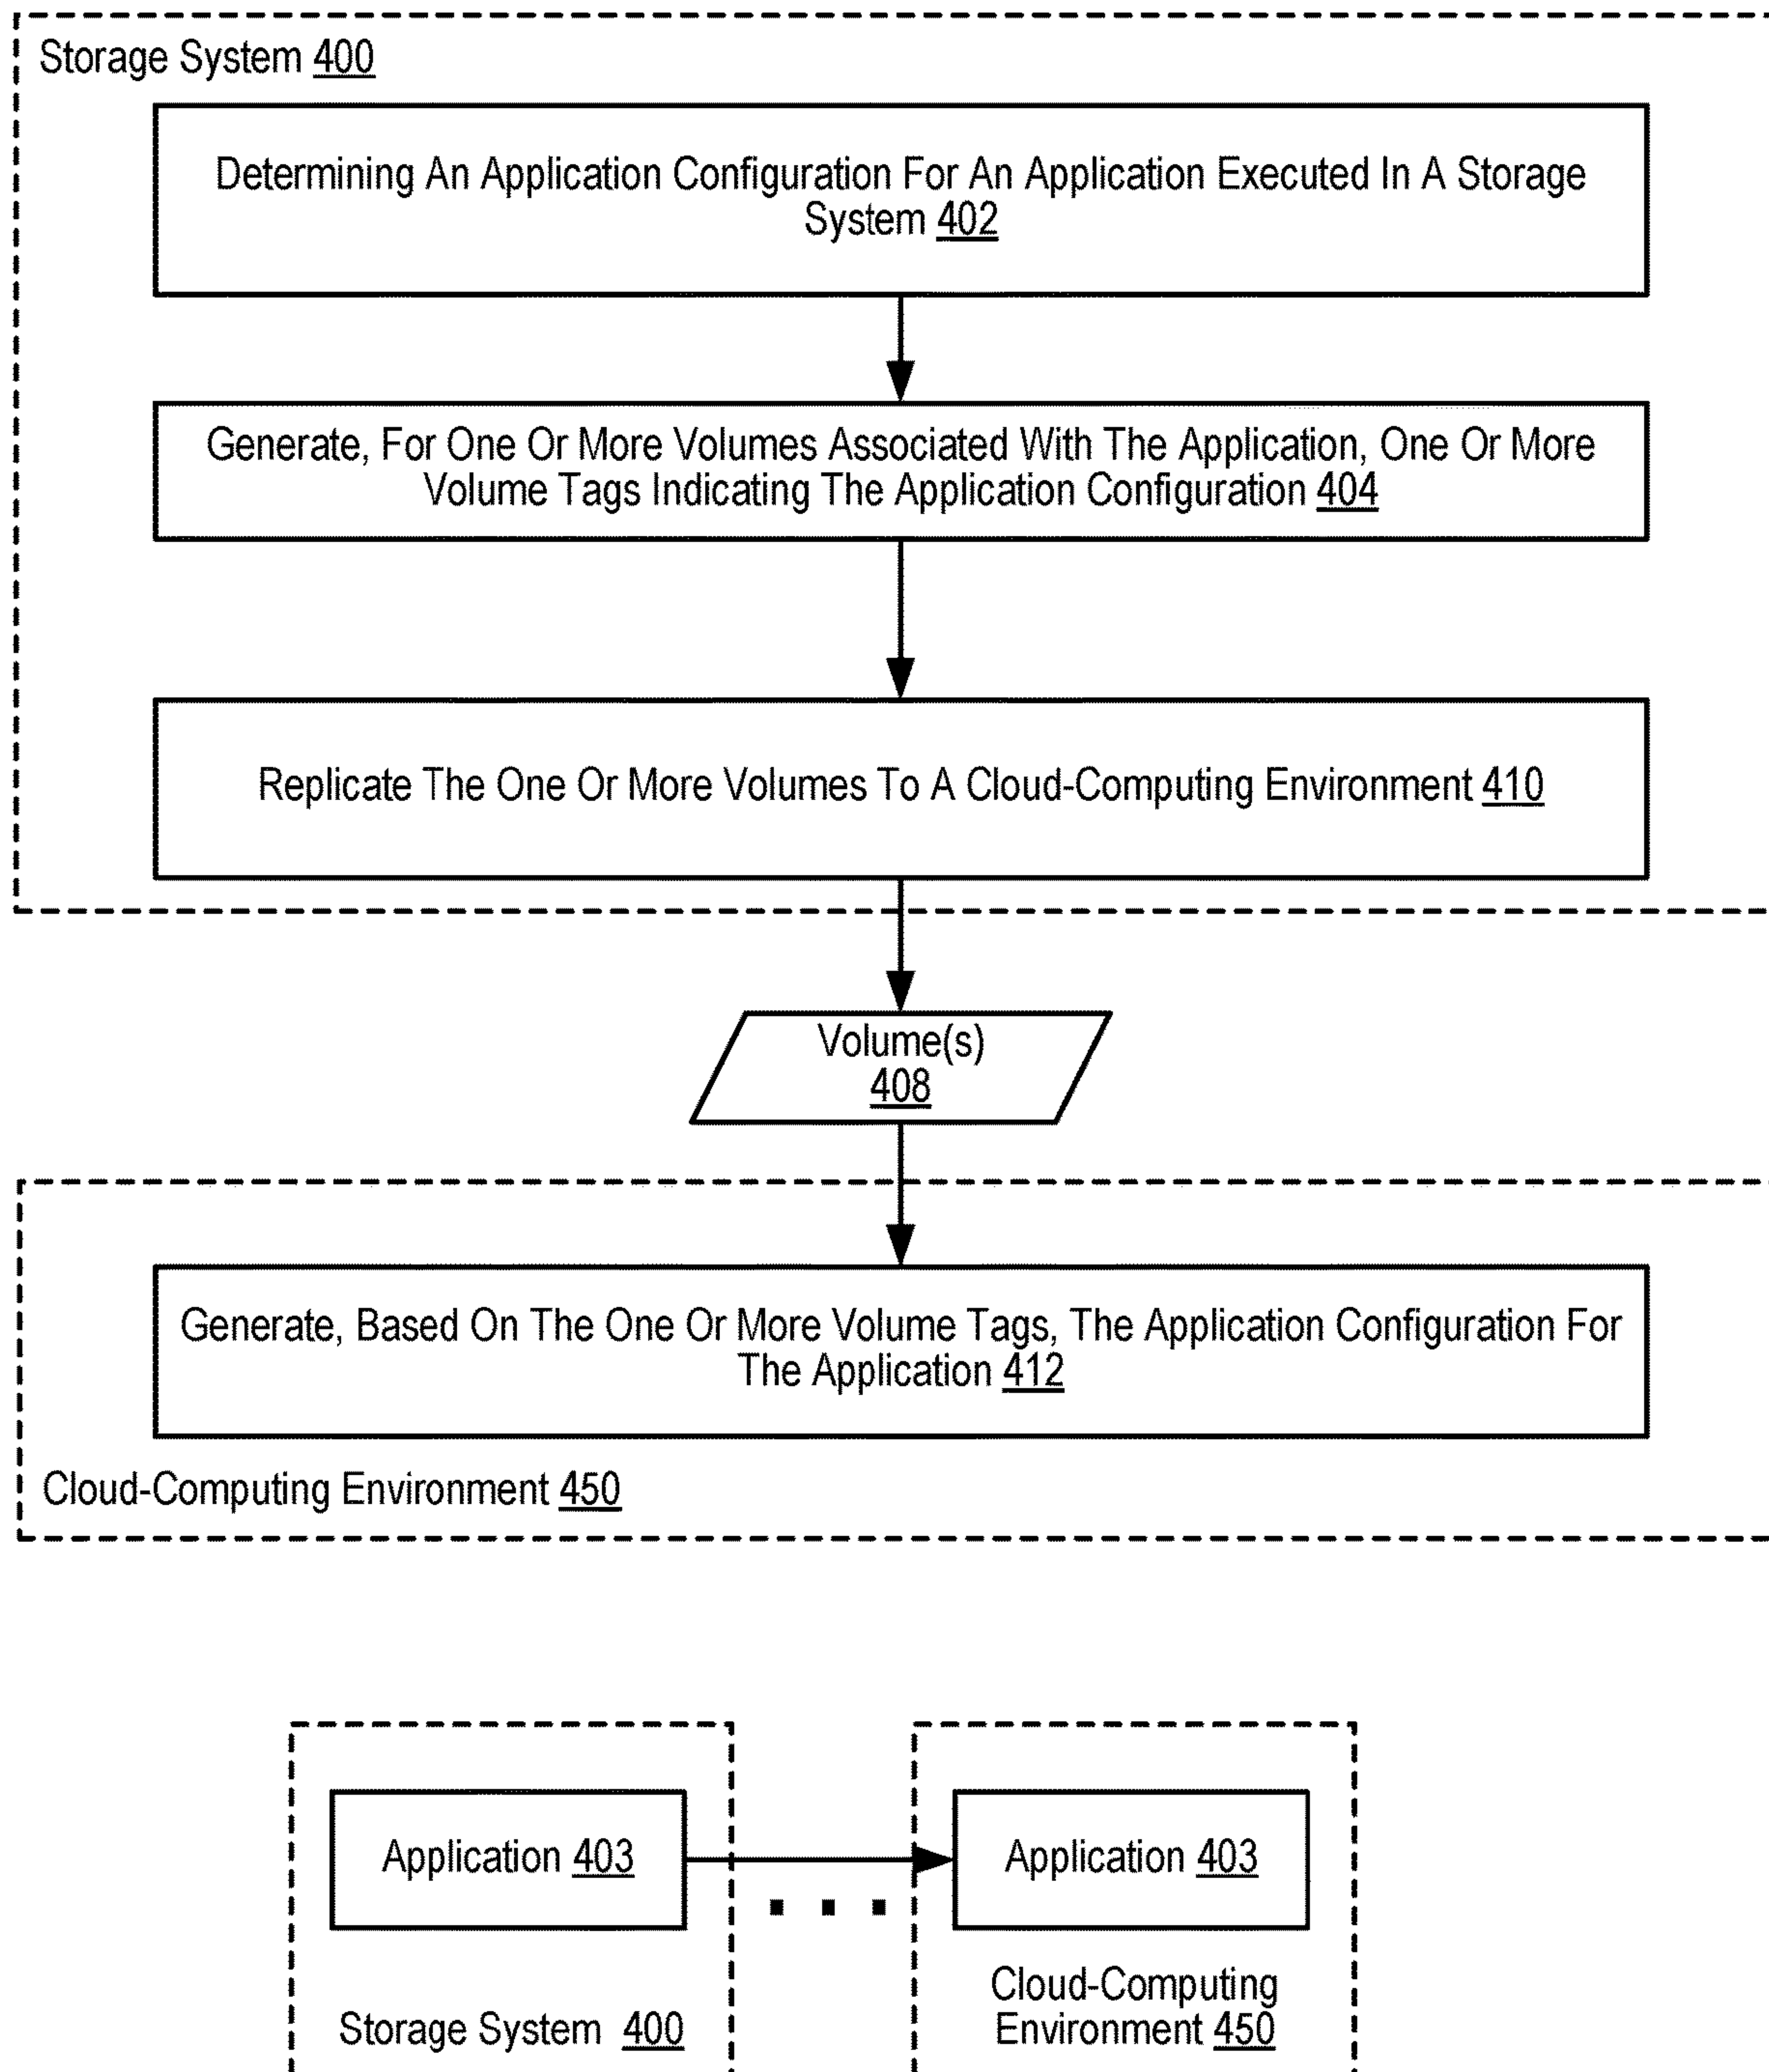 Storage System 400
Determining An Application Configuration For An Application Executed In A Storage
System 402
Generate, For One Or More Volumes Associated With The Application, One Or More
Volume Tags Indicating The Application Configuration 404
Replicate The One Or More Volumes To A Cloud-Computing Environment 410
Volume(s)
408
Generate, Based On The One Or More Volume Tags, The Application Configuration For
The Application 412
Cloud-Computing Environment 450
Application 403
Application 403
Storage System 400
Cloud-Computing
Environment 450